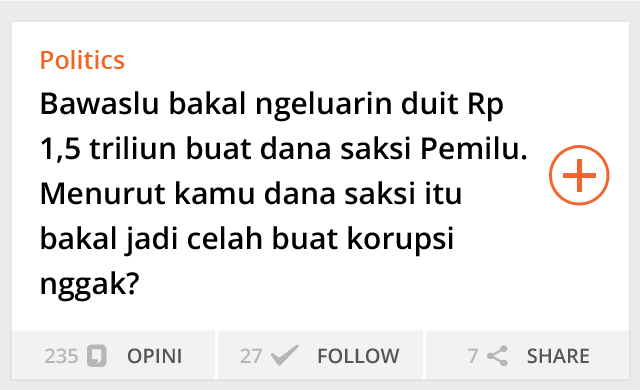 Politics
Bawaslu bakal ngeluarin duit Rp
1,5 triliun buat dana saksi Pemilu.
Menurut kamu dana saksi itu
bakal jadi celah buat korupsi
nggak?
235 OPINI 27 FOLLOW 7 SHARE